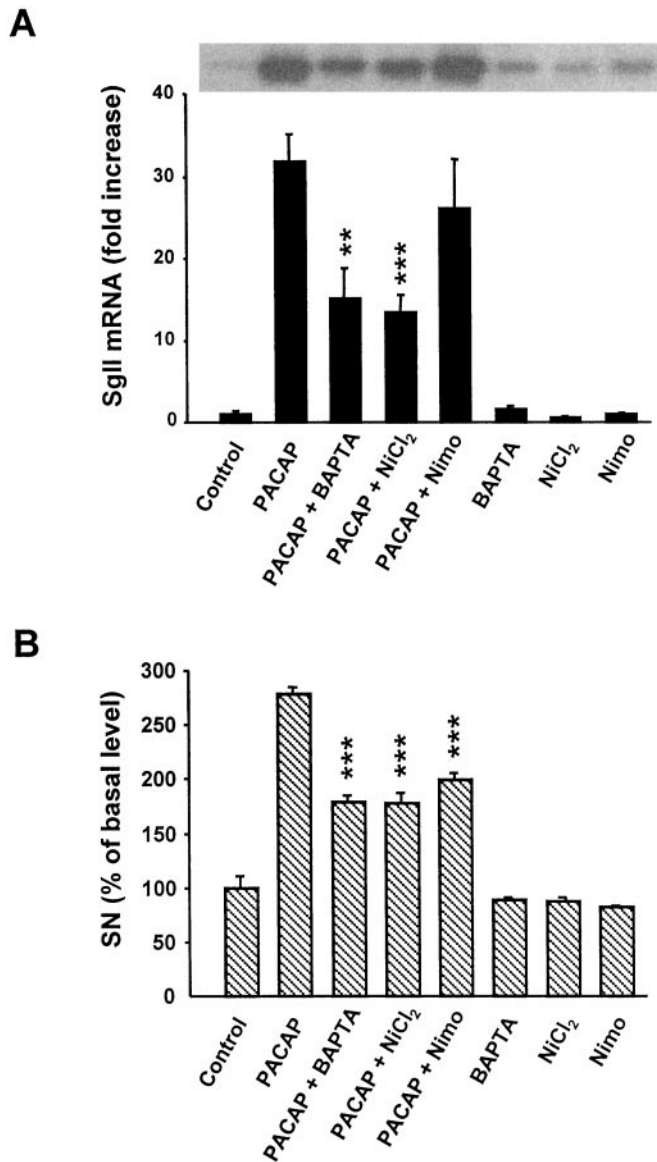 A
SgII mRNA (fold increase)
40
30
20
10
0
**
***
Control
PACAP
PACAP + BAPTA
PACAP + NiCl₂
PACAP + Nimo
BAPTA
NiCl₂
Nimo
B
SN (% of basal level)
300
250
200
150
100
50
0
***
***
***
Control
PACAP
PACAP + BAPTA
PACAP + NiCl₂
PACAP + Nimo
BAPTA
NiCl₂
Nimo